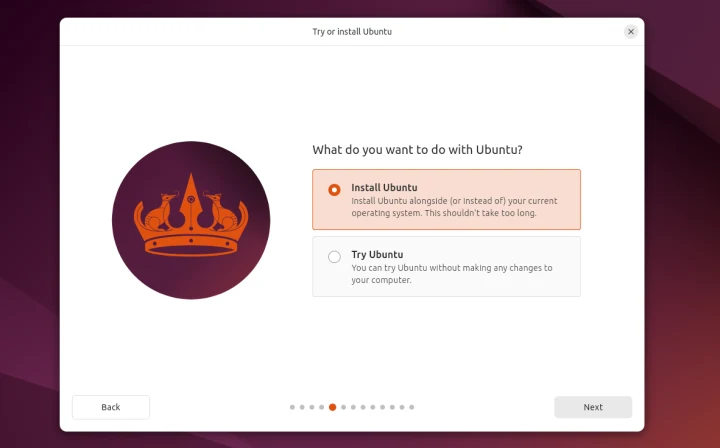 Try or install Ubuntu
What do you want to do with Ubuntu?
Install Ubuntu
Install Ubuntu alongside (or instead of) your current
operating system. This shouldn't take too long.
Try Ubuntu
You can try Ubuntu without making any changes to
your computer.
Back
Next